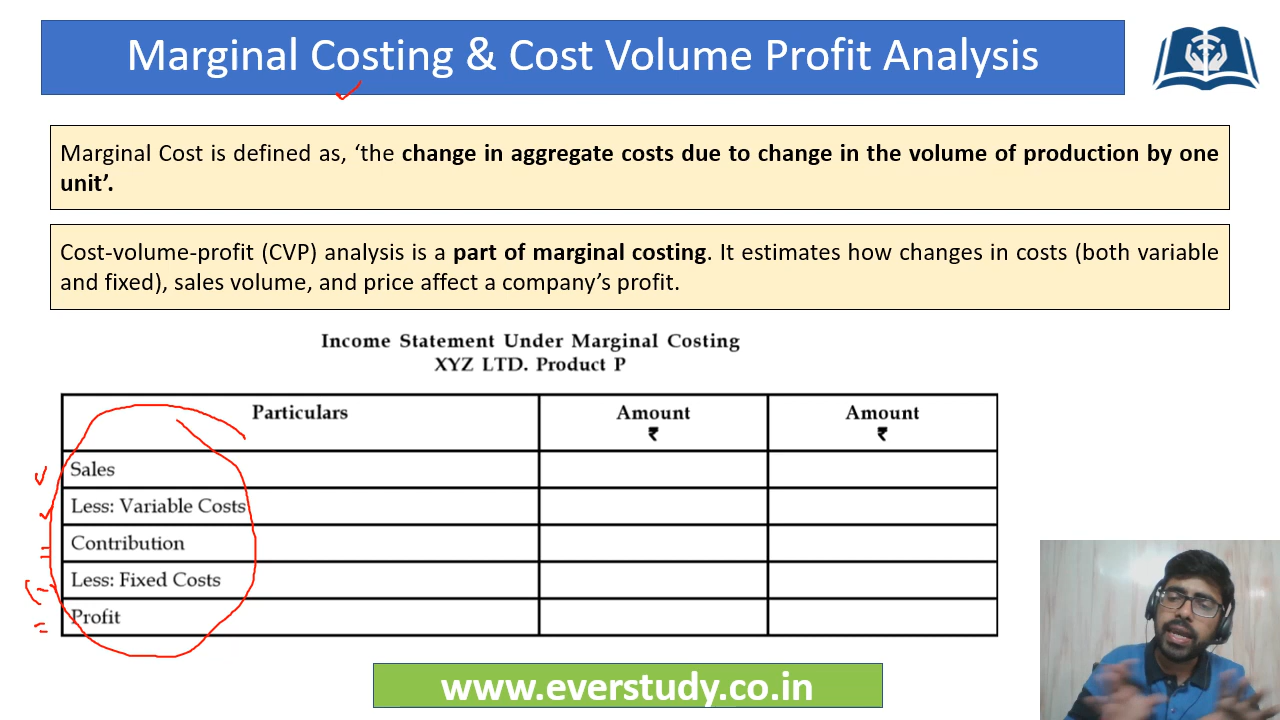 Marginal Costing & Cost Volume Profit Analysis
Marginal Cost is defined as, ‘the change in aggregate costs due to change in the volume of production by one
unit’.
Cost-volume-profit (CVP) analysis is a part of marginal costing. It estimates how changes in costs (both variable
and fixed), sales volume, and price affect a company’s profit.
Income Statement Under Marginal Costing
XYZ LTD. Product P
Particulars Amount Amount
₹ ₹
Sales
Less: Variable Costs
Contribution
Less: Fixed Costs
Profit
www.everstudy.co.in